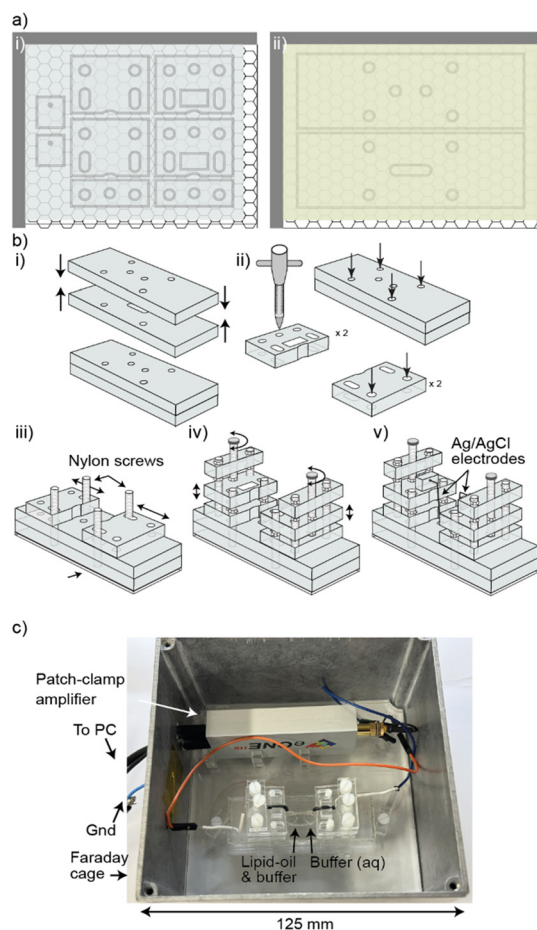 a)
i)
ii)
b)
i)
ii)
x 2
x 2
iii)
Nylon screws
iv)
v)
Ag/AgCl
electrodes
c)
Patch-clamp
amplifier
To PC
Gnd
Faraday
cage
eONE
Lipid-oil
& buffer
Buffer (aq)
125 mm